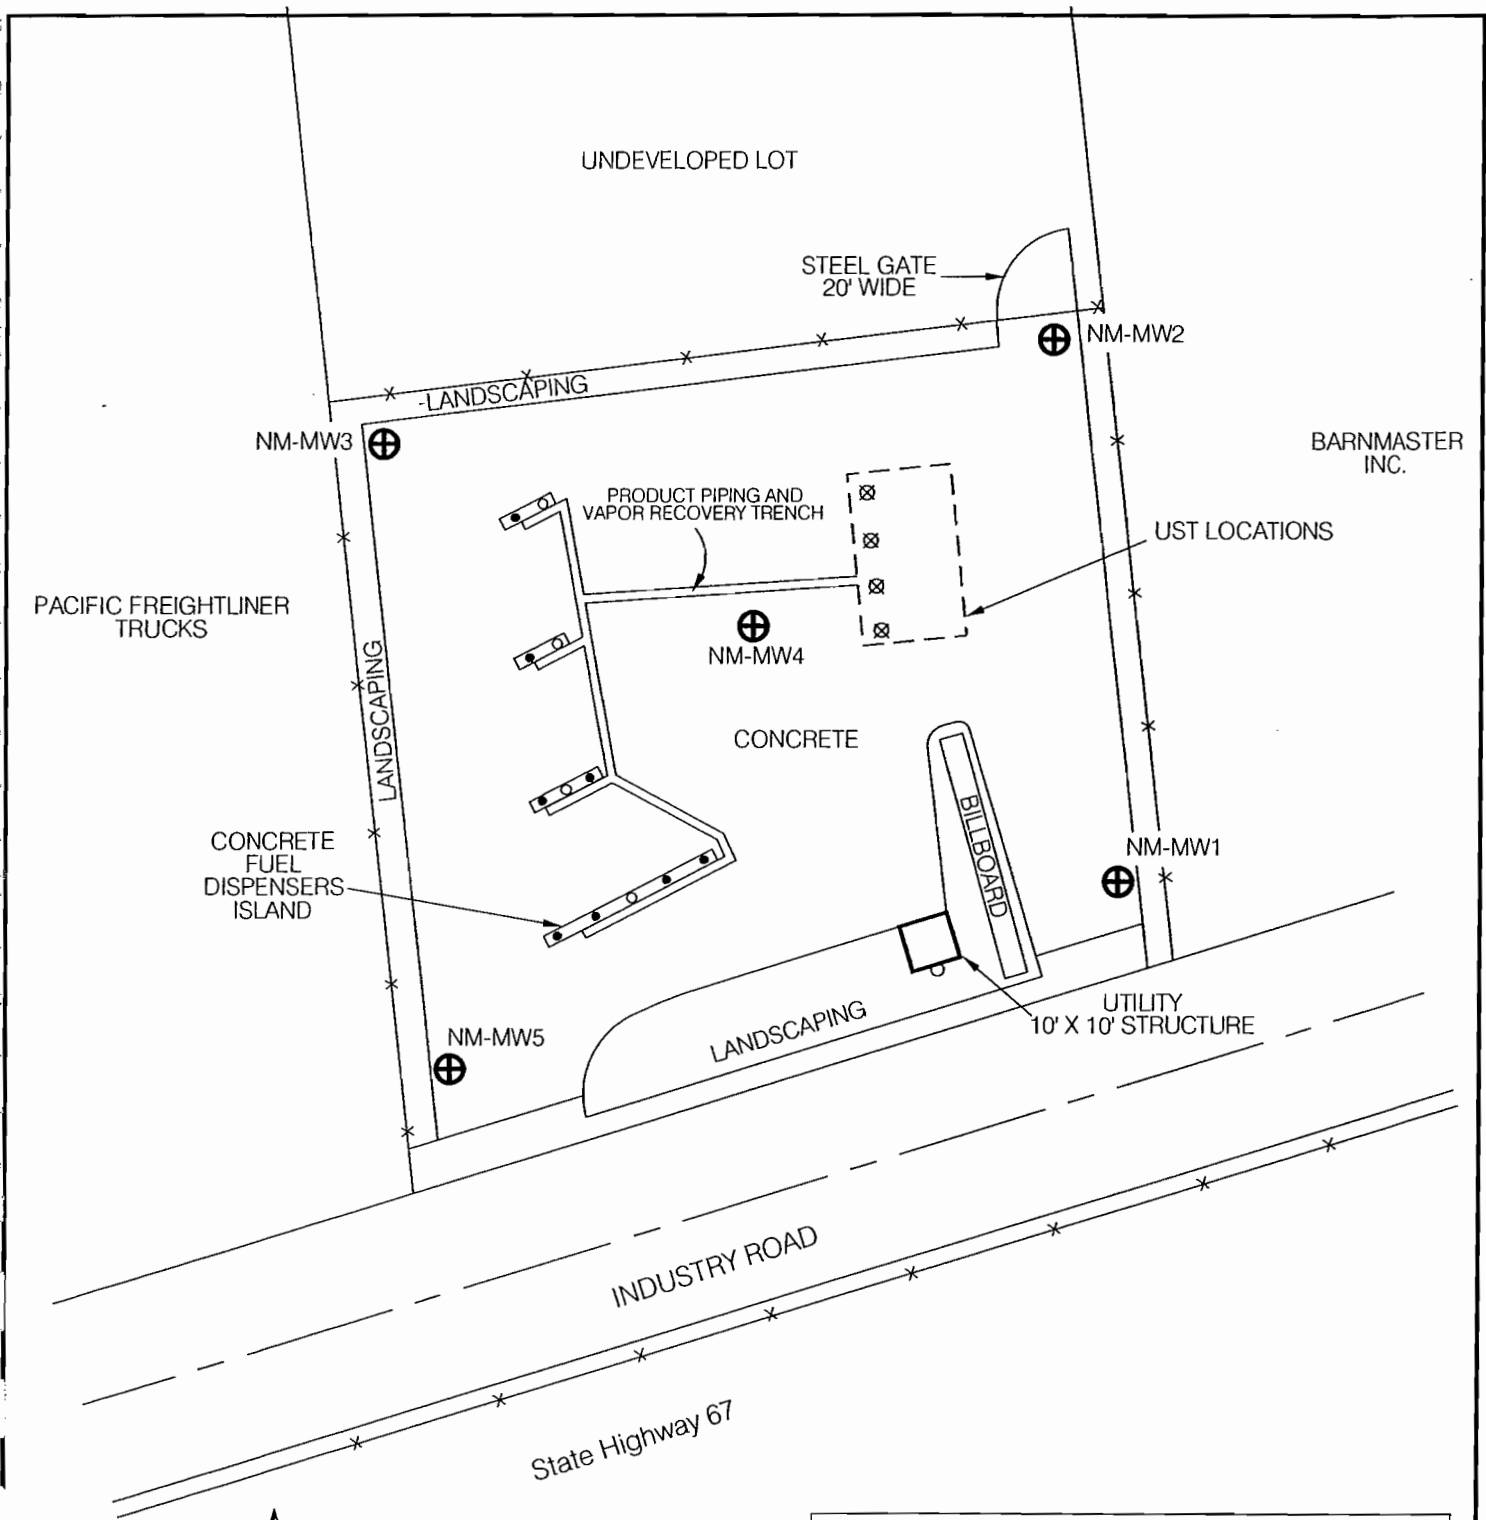 UNDEVELOPED LOT
STEEL GATE
20' WIDE
NM-MW2
-LANDSCAPING
NM-MW3
BARNMASTER
INC.
PRODUCT PIPING AND
VAPOR RECOVERY TRENCH
UST LOCATIONS
PACIFIC FREIGHTLINER
TRUCKS
NM-MW4
LANDSCAPING
CONCRETE
BILLBOARD
CONCRETE
FUEL
DISPENSERS
ISLAND
NM-MW1
UTILITY
10' X 10' STRUCTURE
LANDSCAPING
NM-MW5
INDUSTRY ROAD
State Highway 67